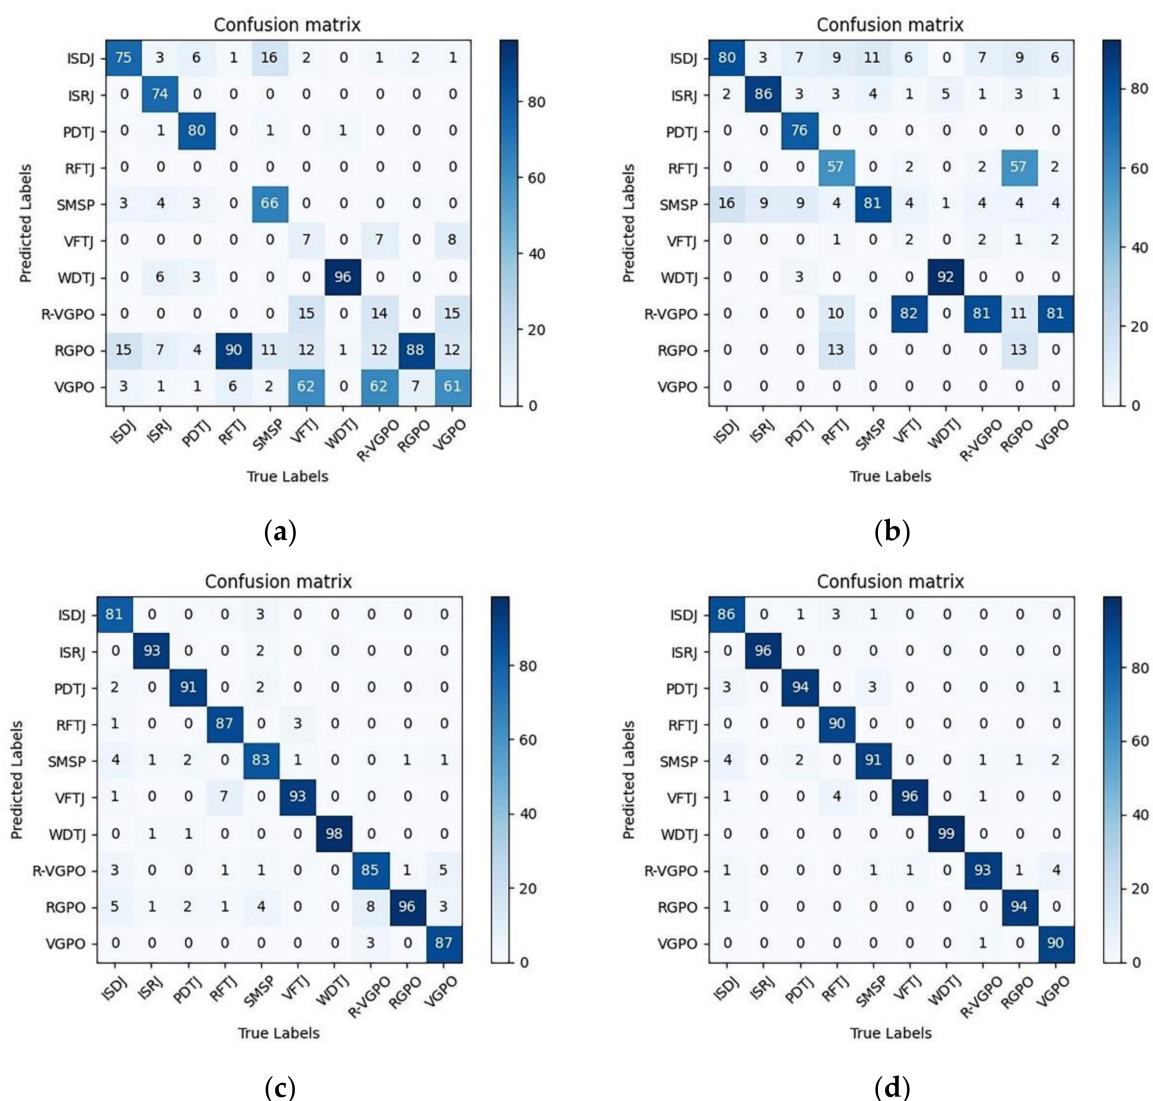 Confusion matrix
ISDJ 75 3 6 1 16 2 0 1 2 1
ISRJ 0 74 0 0 0 0 0 0 0 0
PDTJ 0 1 80 0 1 0 1 0 0 0
RFTJ 0 0 0 0 0 0 0 0 0 0
SMSP 3 4 3 0 66 0 0 0 0 0
VFTJ 0 0 0 0 0 7 0 7 0 8
WDTJ 0 6 3 0 0 0 96 0 0 0
R-VGPO 0 0 0 0 0 15 0 14 0 15
RGPO 15 7 4 90 11 12 1 12 88 12
VGPO 3 1 1 6 2 62 0 62 7 61
ISDJ ISRJ PDTJ RFTJ SMSP VFTJ WDTJ R-VGPO RGPO VGPO
True Labels
Predicted Labels
80
60
40
20
0
(a)
Confusion matrix
ISDJ 80 3 7 9 11 6 0 7 9 6
ISRJ 2 86 3 3 4 1 5 1 3 1
PDTJ 0 0 76 0 0 0 0 0 0 0
RFTJ 0 0 0 57 0 2 0 2 57 2
SMSP 16 9 9 4 81 4 1 4 4 4
VFTJ 0 0 0 1 0 2 0 2 1 2
WDTJ 0 0 3 0 0 0 92 0 0 0
R-VGPO 0 0 0 10 0 82 0 81 11 81
RGPO 0 0 0 13 0 0 0 0 13 0
VGPO 0 0 0 0 0 0 0 0 0 0
ISDJ ISRJ PDTJ RFTJ SMSP VFTJ WDTJ R-VGPO RGPO VGPO
True Labels
Predicted Labels
80
60
40
20
0
(b)
Confusion matrix
ISDJ 81 0 0 0 3 0 0 0 0 0
ISRJ 0 93 0 0 2 0 0 0 0 0
PDTJ 2 0 91 0 2 0 0 0 0 0
RFTJ 1 0 0 87 0 3 0 0 0 0
SMSP 4 1 2 0 83 1 0 0 1 1
VFTJ 1 0 0 7 0 93 0 0 0 0
WDTJ 0 1 1 0 0 0 98 0 0 0
R-VGPO 3 0 0 1 1 0 0 85 1 5
RGPO 5 1 2 1 4 0 0 8 96 3
VGPO 0 0 0 0 0 0 0 3 0 87
ISDJ ISRJ PDTJ RFTJ SMSP VFTJ WDTJ R-VGPO RGPO VGPO
True Labels
Predicted Labels
80
60
40
20
0
(c)
Confusion matrix
ISDJ 86 0 1 3 1 0 0 0 0 0
ISRJ 0 96 0 0 0 0 0 0 0 0
PDTJ 3 0 94 0 3 0 0 0 0 1
RFTJ 0 0 0 90 0 0 0 0 0 0
SMSP 4 0 2 0 91 0 0 1 1 2
VFTJ 1 0 0 4 0 96 0 1 0 0
WDTJ 0 0 0 0 0 0 99 0 0 0
R-VGPO 1 0 0 0 1 1 0 93 1 4
RGPO 1 0 0 0 0 0 0 0 94 0
VGPO 0 0 0 0 0 0 0 1 0 90
ISDJ ISRJ PDTJ RFTJ SMSP VFTJ WDTJ R-VGPO RGPO VGPO
True Labels
Predicted Labels
80
60
40
20
0
(d)